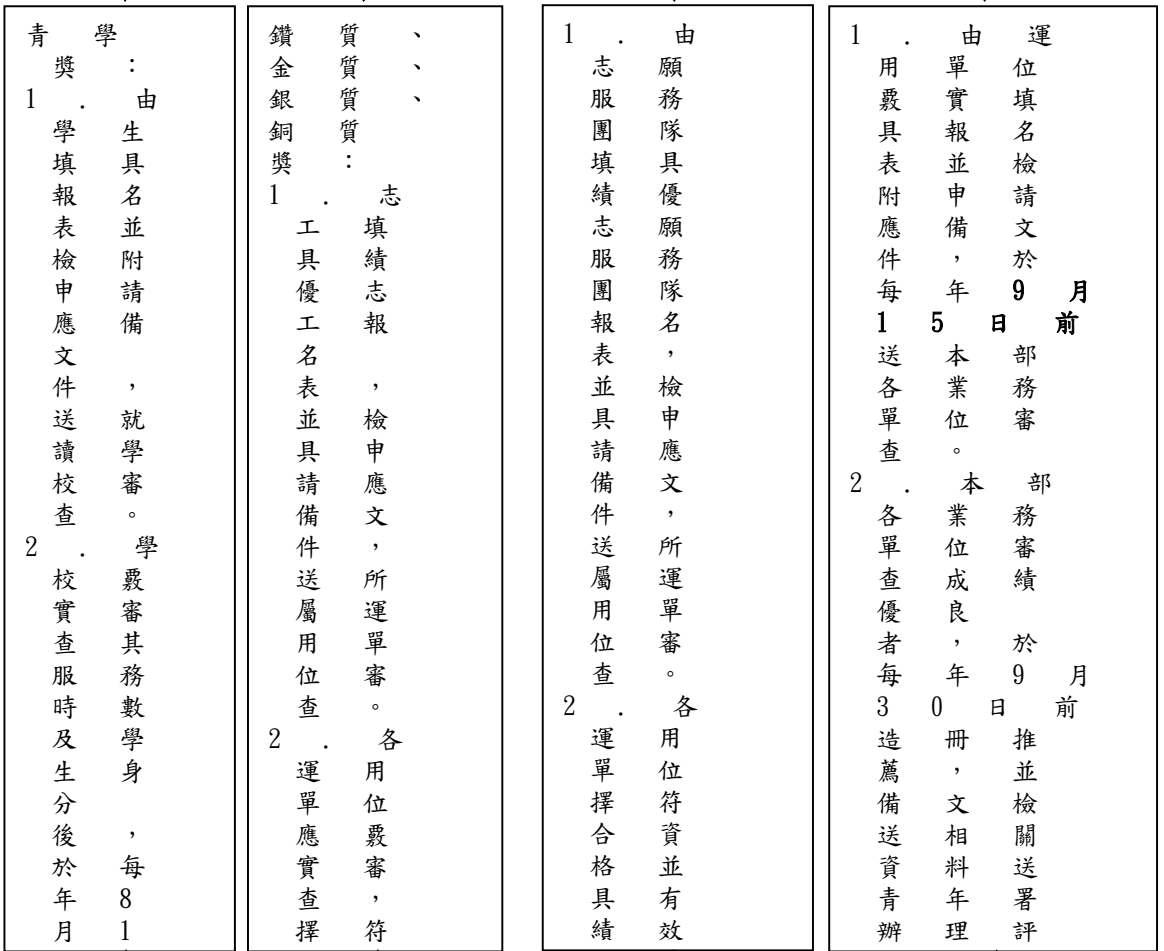 青學
獎：
1.由
學生
填具
報名
表並
檢附
申請
應備
文
件，
送就
讀學
校審
查。
2.學
校覈
實審
查其
服務
時數
及學
生身
分
後，
於每
年8
月1
鑽質、
金質、
銀質、
銅質
獎：
1.志
工填
具績
優志
工報
名
表，
並檢
具申
請應
備文
件，
送所
屬運
用單
位審
查。
2.各
運用
單位
應覈
實審
查，
擇符
1.由
志願
服務
團隊
填具
績優
志願
服務
團隊
報名
表，
並檢
具申
請應
備文
件，
送所
屬運
用單
位審
查。
2.各
運用
單位
擇符
合資
格並
具有
績效
1.由運
用單位
覈實填
具報名
表並檢
附申請
應備文
件，於
每年9月
15日前
送本部
各業務
單位審
查。
2.本部
各業務
單位審
查成績
優良
者，於
每年9月
30日前
造冊推
薦，並
備文檢
送相關
資料送
青年署
辦理評